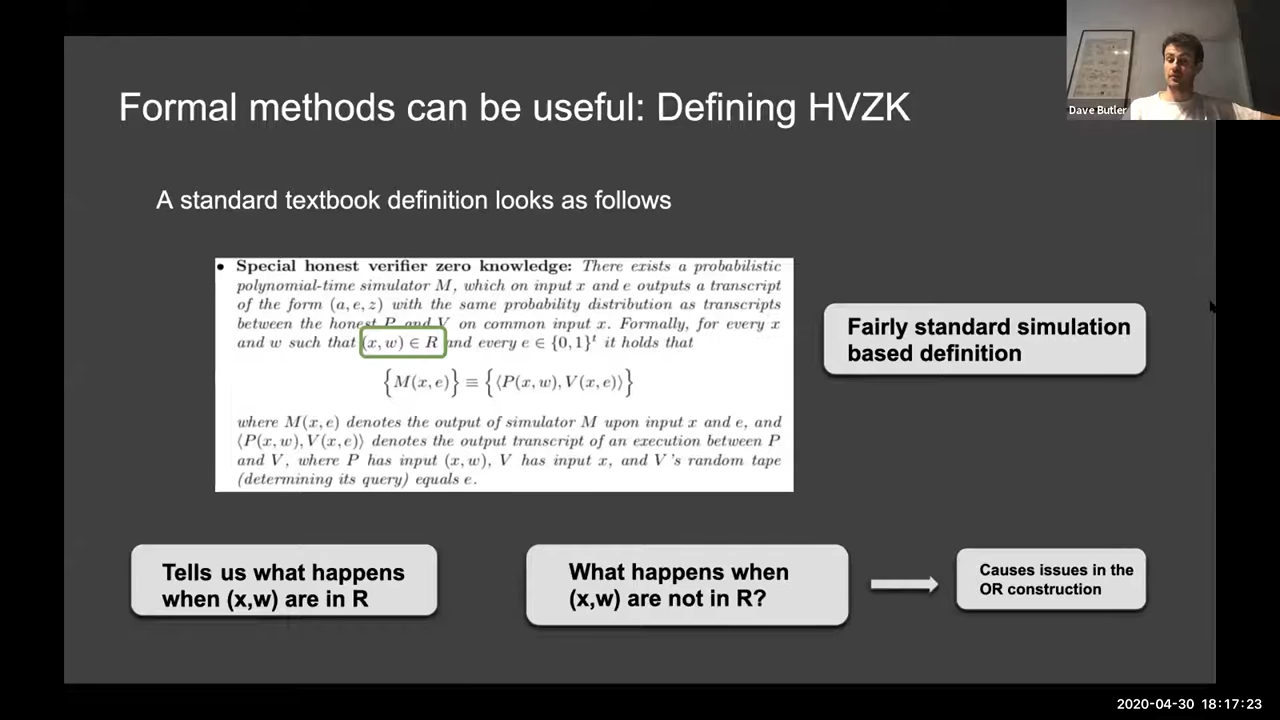 Formal methods can be useful: Defining HVZK
Dave Butler
A standard textbook definition looks as follows
• Special honest verifier zero knowledge: There exists a probabilistic
polynomial-time simulator M, which on input x and e outputs a transcript
of the form (a, e, z) with the same probability distribution as transcripts
between the honest P and V on common input x. Formally, for every x
and w such that (x, w) ∈ R and every e ∈ {0, 1}ᵗ it holds that
{M(x, e)} ≡ {⟨P(x, w), V(x, e)⟩}
where M(x, e) denotes the output of simulator M upon input x and e, and
⟨P(x, w), V(x, e)⟩ denotes the output transcript of an execution between P
and V, where P has input (x, w), V has input x, and V's random tape
(determining its query) equals e.
Fairly standard simulation
based definition
Tells us what happens
when (x,w) are in R
What happens when
(x,w) are not in R?
Causes issues in the
OR construction
2020-04-30 18:17:23